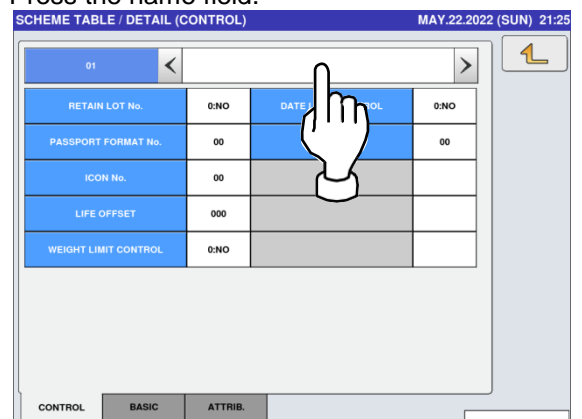 Press the name field.
SCHEME TABLE / DETAIL (CONTROL) MAY.22.2022 (SUN) 21:25
01
RETAIN LOT No. 0:NO DATE 0:NO
PASSPORT FORMAT No. 00 00
ICON No. 00
LIFE OFFSET 000
WEIGHT LIMIT CONTROL 0:NO
CONTROL BASIC ATTRIB.